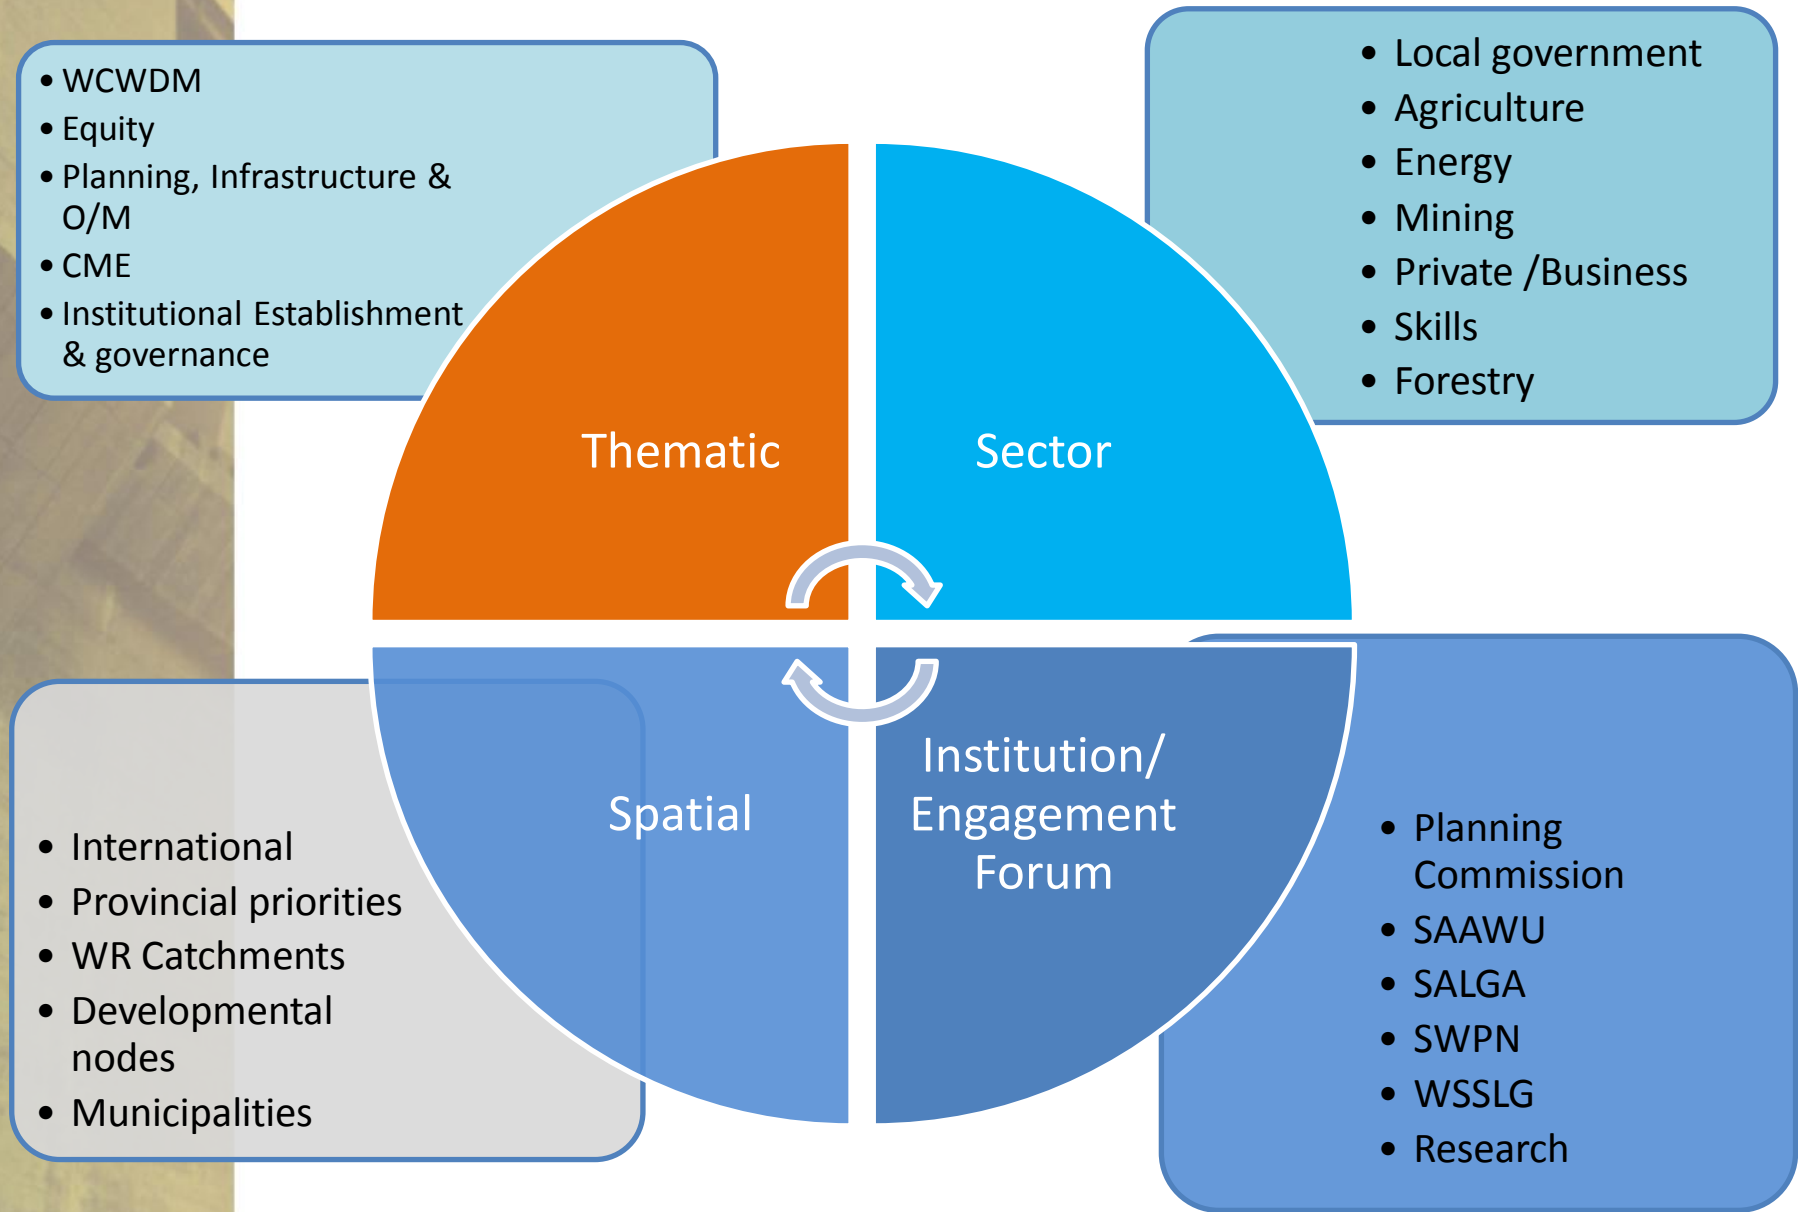 • WCWDM
• Equity
• Planning, Infrastructure &
O/M
• CME
• Institutional Establishment
& governance
• Local government
• Agriculture
• Energy
• Mining
• Private /Business
• Skills
• Forestry
Thematic
Sector
Spatial
Institution/
Engagement
Forum
• International
• Provincial priorities
• WR Catchments
• Developmental
nodes
• Municipalities
• Planning
Commission
• SAAWU
• SALGA
• SWPN
• WSSLG
• Research